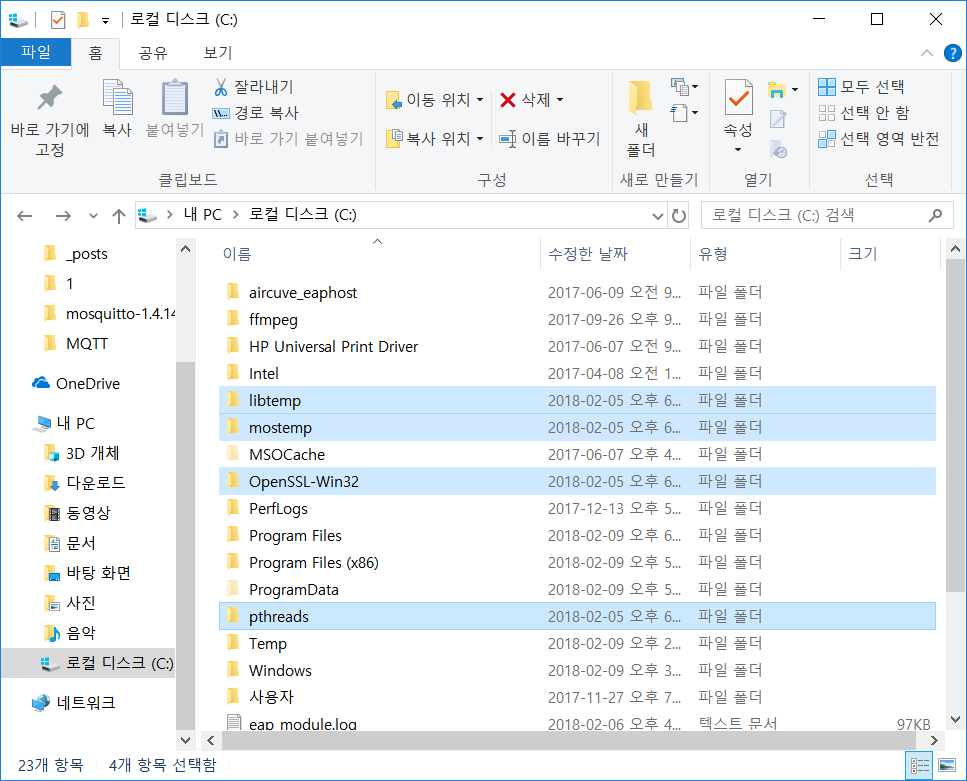 로컬 디스크 (C:)
파일 홈 공유 보기
바로 가기에 고정
복사
붙여넣기
잘라내기
경로 복사
바로 가기 붙여넣기
클립보드
이동 위치
복사 위치
삭제
이름 바꾸기
구성
새 폴더
새로 만들기
속성
열기
모두 선택
선택 안 함
선택 영역 반전
선택
내 PC > 로컬 디스크 (C:)
로컬 디스크 (C:) 검색
_posts
1
mosquitto-1.4.14
MQTT
OneDrive
내 PC
3D 개체
다운로드
동영상
문서
바탕 화면
사진
음악
로컬 디스크 (C:)
네트워크
이름 수정한 날짜 유형 크기
aircuve_eaphost 2017-06-09 오전 9... 파일 폴더
ffmpeg 2017-09-26 오후 9... 파일 폴더
HP Universal Print Driver 2017-06-07 오전 9... 파일 폴더
Intel 2017-04-08 오전 1... 파일 폴더
libtemp 2018-02-05 오후 6... 파일 폴더
mostemp 2018-02-05 오후 6... 파일 폴더
MSOCache 2017-06-07 오후 4... 파일 폴더
OpenSSL-Win32 2018-02-05 오후 6... 파일 폴더
PerfLogs 2017-12-13 오후 5... 파일 폴더
Program Files 2018-02-09 오후 6... 파일 폴더
Program Files (x86) 2018-02-09 오후 5... 파일 폴더
ProgramData 2018-02-09 오후 5... 파일 폴더
pthreads 2018-02-05 오후 6... 파일 폴더
Temp 2018-02-09 오후 2... 파일 폴더
Windows 2018-02-09 오후 3... 파일 폴더
사용자 2017-11-27 오후 7... 파일 폴더
eap_module.log 2018-02-06 오후 4... 텍스트 문서 97KB
23개 항목 4개 항목 선택함